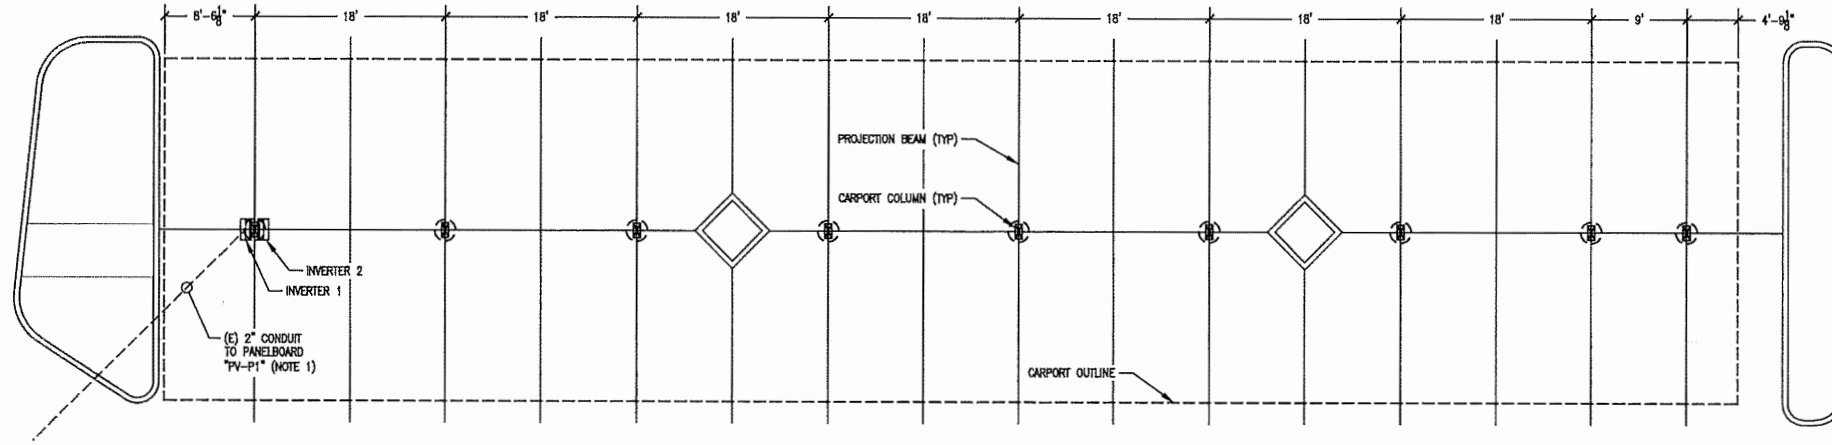 8'-6⅛"
18'
18'
18'
18'
18'
18'
18'
9'
4'-9⅛"
PROJECTION BEAM (TYP)
CARPORT COLUMN (TYP)
INVERTER 2
INVERTER 1
(E) 2" CONDUIT
TO PANELBOARD
"PV-P1" (NOTE 1)
CARPORT OUTLINE